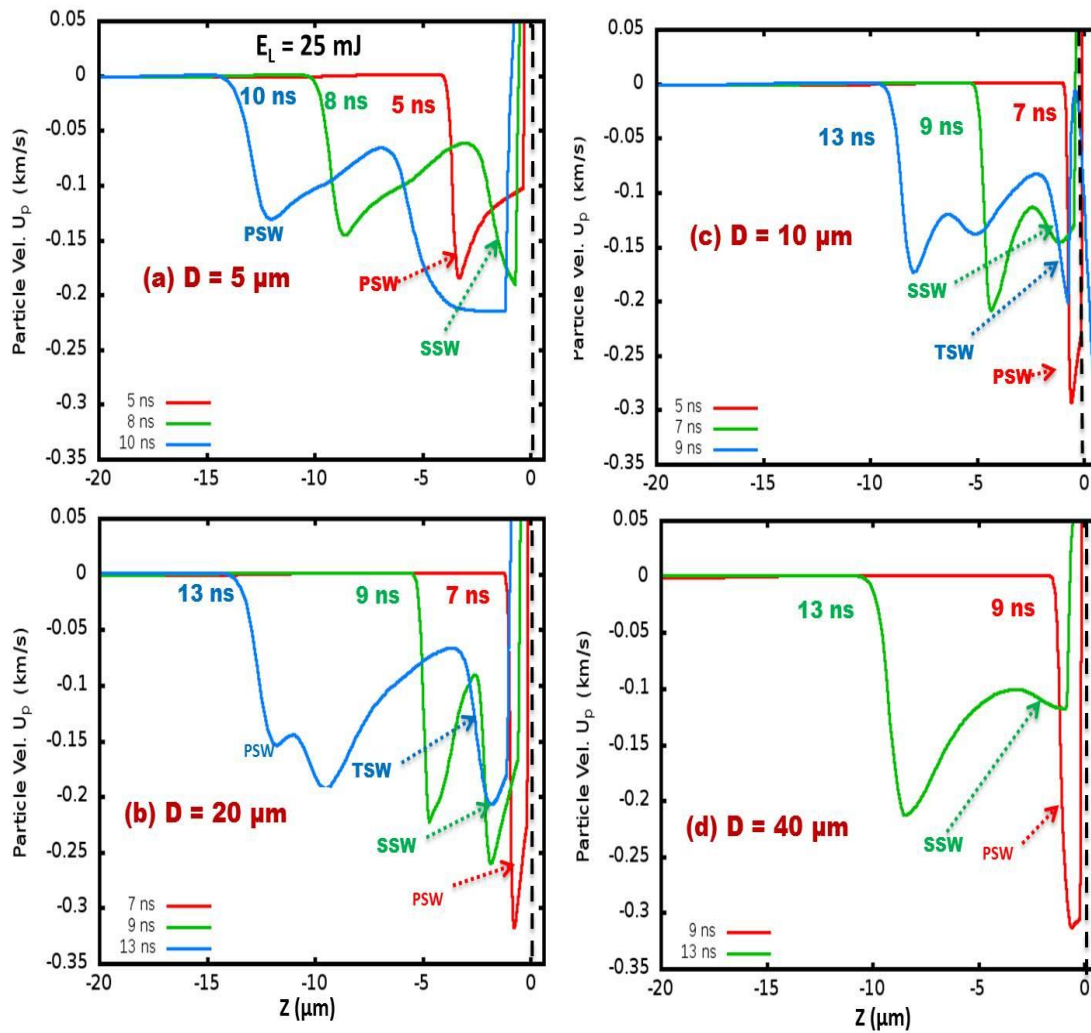 0.05
E_L = 25 mJ
0
-0.05
-0.1
-0.15
-0.2
-0.25
-0.3
-0.35
Particle Vel. U_p (km/s)
10 ns
8 ns
5 ns
PSW
PSW
SSW
(a) D = 5 µm
5 ns
8 ns
10 ns
-20
-15
-10
-5
0
0.05
0
-0.05
-0.1
-0.15
-0.2
-0.25
-0.3
-0.35
Particle Vel. U_p (km/s)
13 ns
9 ns
7 ns
(c) D = 10 µm
SSW
TSW
PSW
5 ns
7 ns
9 ns
-20
-15
-10
-5
0
0.05
0
-0.05
-0.1
-0.15
-0.2
-0.25
-0.3
-0.35
Particle Vel. U_p (km/s)
13 ns
9 ns
7 ns
PSW
TSW
SSW
PSW
(b) D = 20 µm
7 ns
9 ns
13 ns
-20
-15
-10
-5
0
Z (µm)
0.05
0
-0.05
-0.1
-0.15
-0.2
-0.25
-0.3
-0.35
Particle Vel. U_p (km/s)
13 ns
9 ns
(d) D = 40 µm
SSW
PSW
9 ns
13 ns
-20
-15
-10
-5
0
Z (µm)